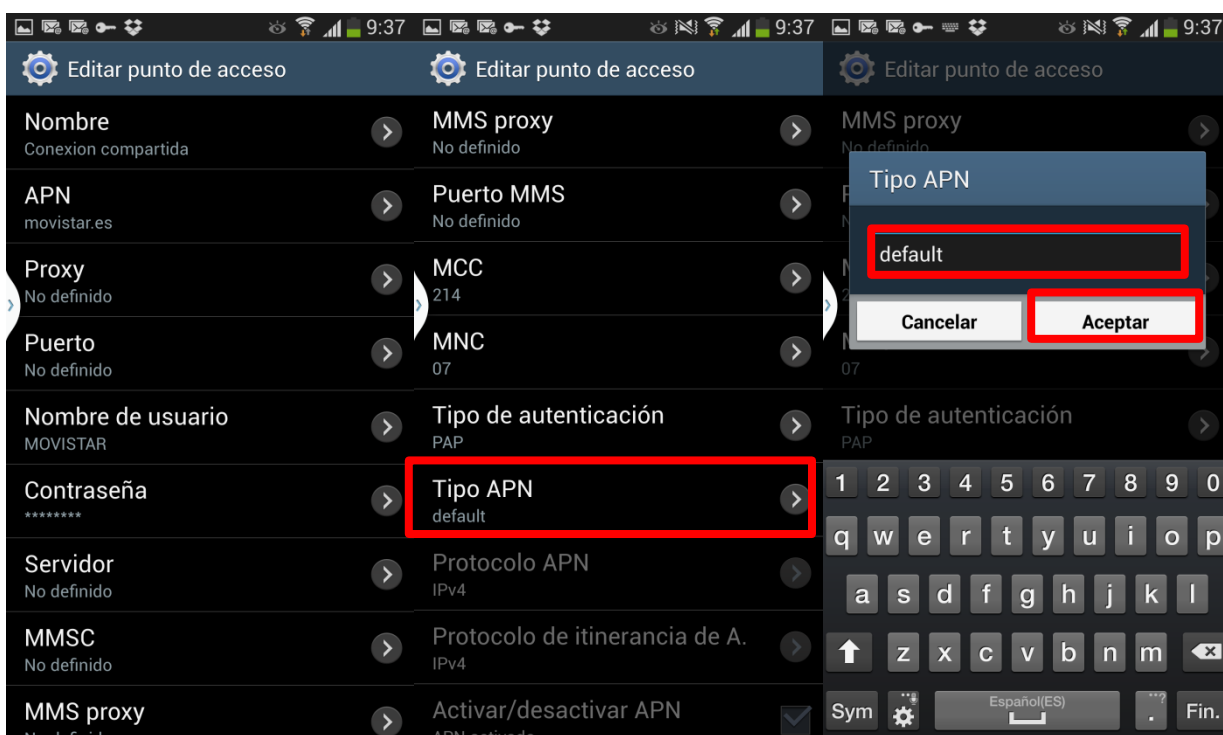 9:37
Editar punto de acceso
Nombre
Conexion compartida
APN
movistar.es
Proxy
No definido
Puerto
No definido
Nombre de usuario
MOVISTAR
Contraseña
********
Servidor
No definido
MMSC
No definido
MMS proxy
9:37
Editar punto de acceso
MMS proxy
No definido
Puerto MMS
No definido
MCC
214
MNC
07
Tipo de autenticación
PAP
Tipo APN
default
Protocolo APN
IPv4
Protocolo de itinerancia de A.
IPv4
Activar/desactivar APN
9:37
Editar punto de acceso
MMS proxy
No definido
Tipo APN
default
Cancelar Aceptar
07
Tipo de autenticación
PAP
1 2 3 4 5 6 7 8 9 0
q w e r t y u i o p
a s d f g h j k l
z x c v b n m
Español(ES)
Sym . Fin.